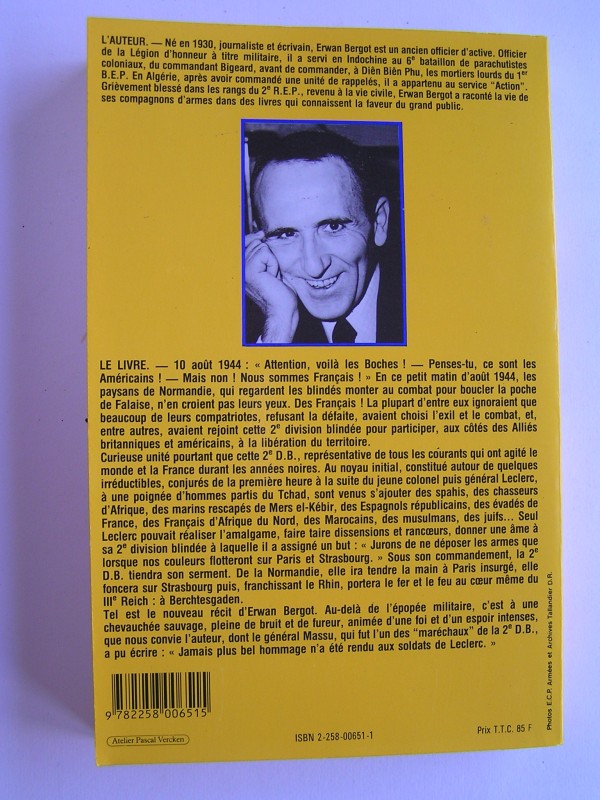 L'AUTEUR. — Né en 1930, journaliste et écrivain, Erwan Bergot est un ancien officier d'active. Officier
de la Légion d'honneur à titre militaire, il a servi en Indochine au 6e bataillon de parachutistes
coloniaux, du commandant Bigeard, avant de commander, à Diên Biên Phu, les mortiers lourds du 1er
B.E.P. En Algérie, après avoir commandé une unité de rappelés, il a appartenu au service "Action".
Grièvement blessé dans les rangs du 2e R.E.P., revenu à la vie civile, Erwan Bergot a raconté la vie de
ses compagnons d'armes dans des livres qui connaissent la faveur du grand public.
LE LIVRE. — 10 août 1944 : « Attention, voilà les Boches ! — Penses-tu, ce sont les
Américains ! — Mais non ! Nous sommes Français ! » En ce petit matin d'août 1944, les
paysans de Normandie, qui regardent les blindés monter au combat pour boucler la poche
de Falaise, n'en croient pas leurs yeux. Des Français ! La plupart d'entre eux ignoraient que
beaucoup de leurs compatriotes, refusant la défaite, avaient choisi l'exil et le combat, et,
entre autres, avaient rejoint cette 2e division blindée pour participer, aux côtés des Alliés
britanniques et américains, à la libération du territoire.
Curieuse unité pourtant que cette 2e D.B., représentative de tous les courants qui ont agité le
monde et la France durant les années noires. Au noyau initial, constitué autour de quelques
irréductibles, conjurés de la première heure à la suite du jeune colonel puis général Leclerc,
à une poignée d'hommes partis du Tchad, sont venus s'ajouter des spahis, des chasseurs
d'Afrique, des marins rescapés de Mers el-Kébir, des Espagnols républicains, des évadés de
France, des Français d'Afrique du Nord, des Marocains, des musulmans, des juifs... Seul
Leclerc pouvait réaliser l'amalgame, faire taire dissensions et rancœurs, donner une âme à
sa 2e division blindée à laquelle il a assigné un but : « Jurons de ne déposer les armes que
lorsque nos couleurs flotteront sur Paris et Strasbourg. » Sous son commandement, la 2e
D.B. tiendra son serment. De la Normandie, elle ira tendre la main à Paris insurgé, elle
foncera sur Strasbourg puis, franchissant le Rhin, portera le fer et le feu au cœur même du
IIIe Reich : à Berchtesgaden.
Tel est le nouveau récit d'Erwan Bergot. Au-delà de l'épopée militaire, c'est à une
chevauchée sauvage, pleine de bruit et de fureur, animée d'une foi et d'un espoir intenses,
que nous convie l'auteur, dont le général Massu, qui fut l'un des "maréchaux" de la 2e D.B.,
a pu écrire : « Jamais plus bel hommage n'a été rendu aux soldats de Leclerc. »
Photos E.C.P. Armées et Archives Tallandier D.R.
9 782258 006515
Atelier Pascal Vercken
ISBN 2-258-00651-1
Prix T.T.C. 85 F